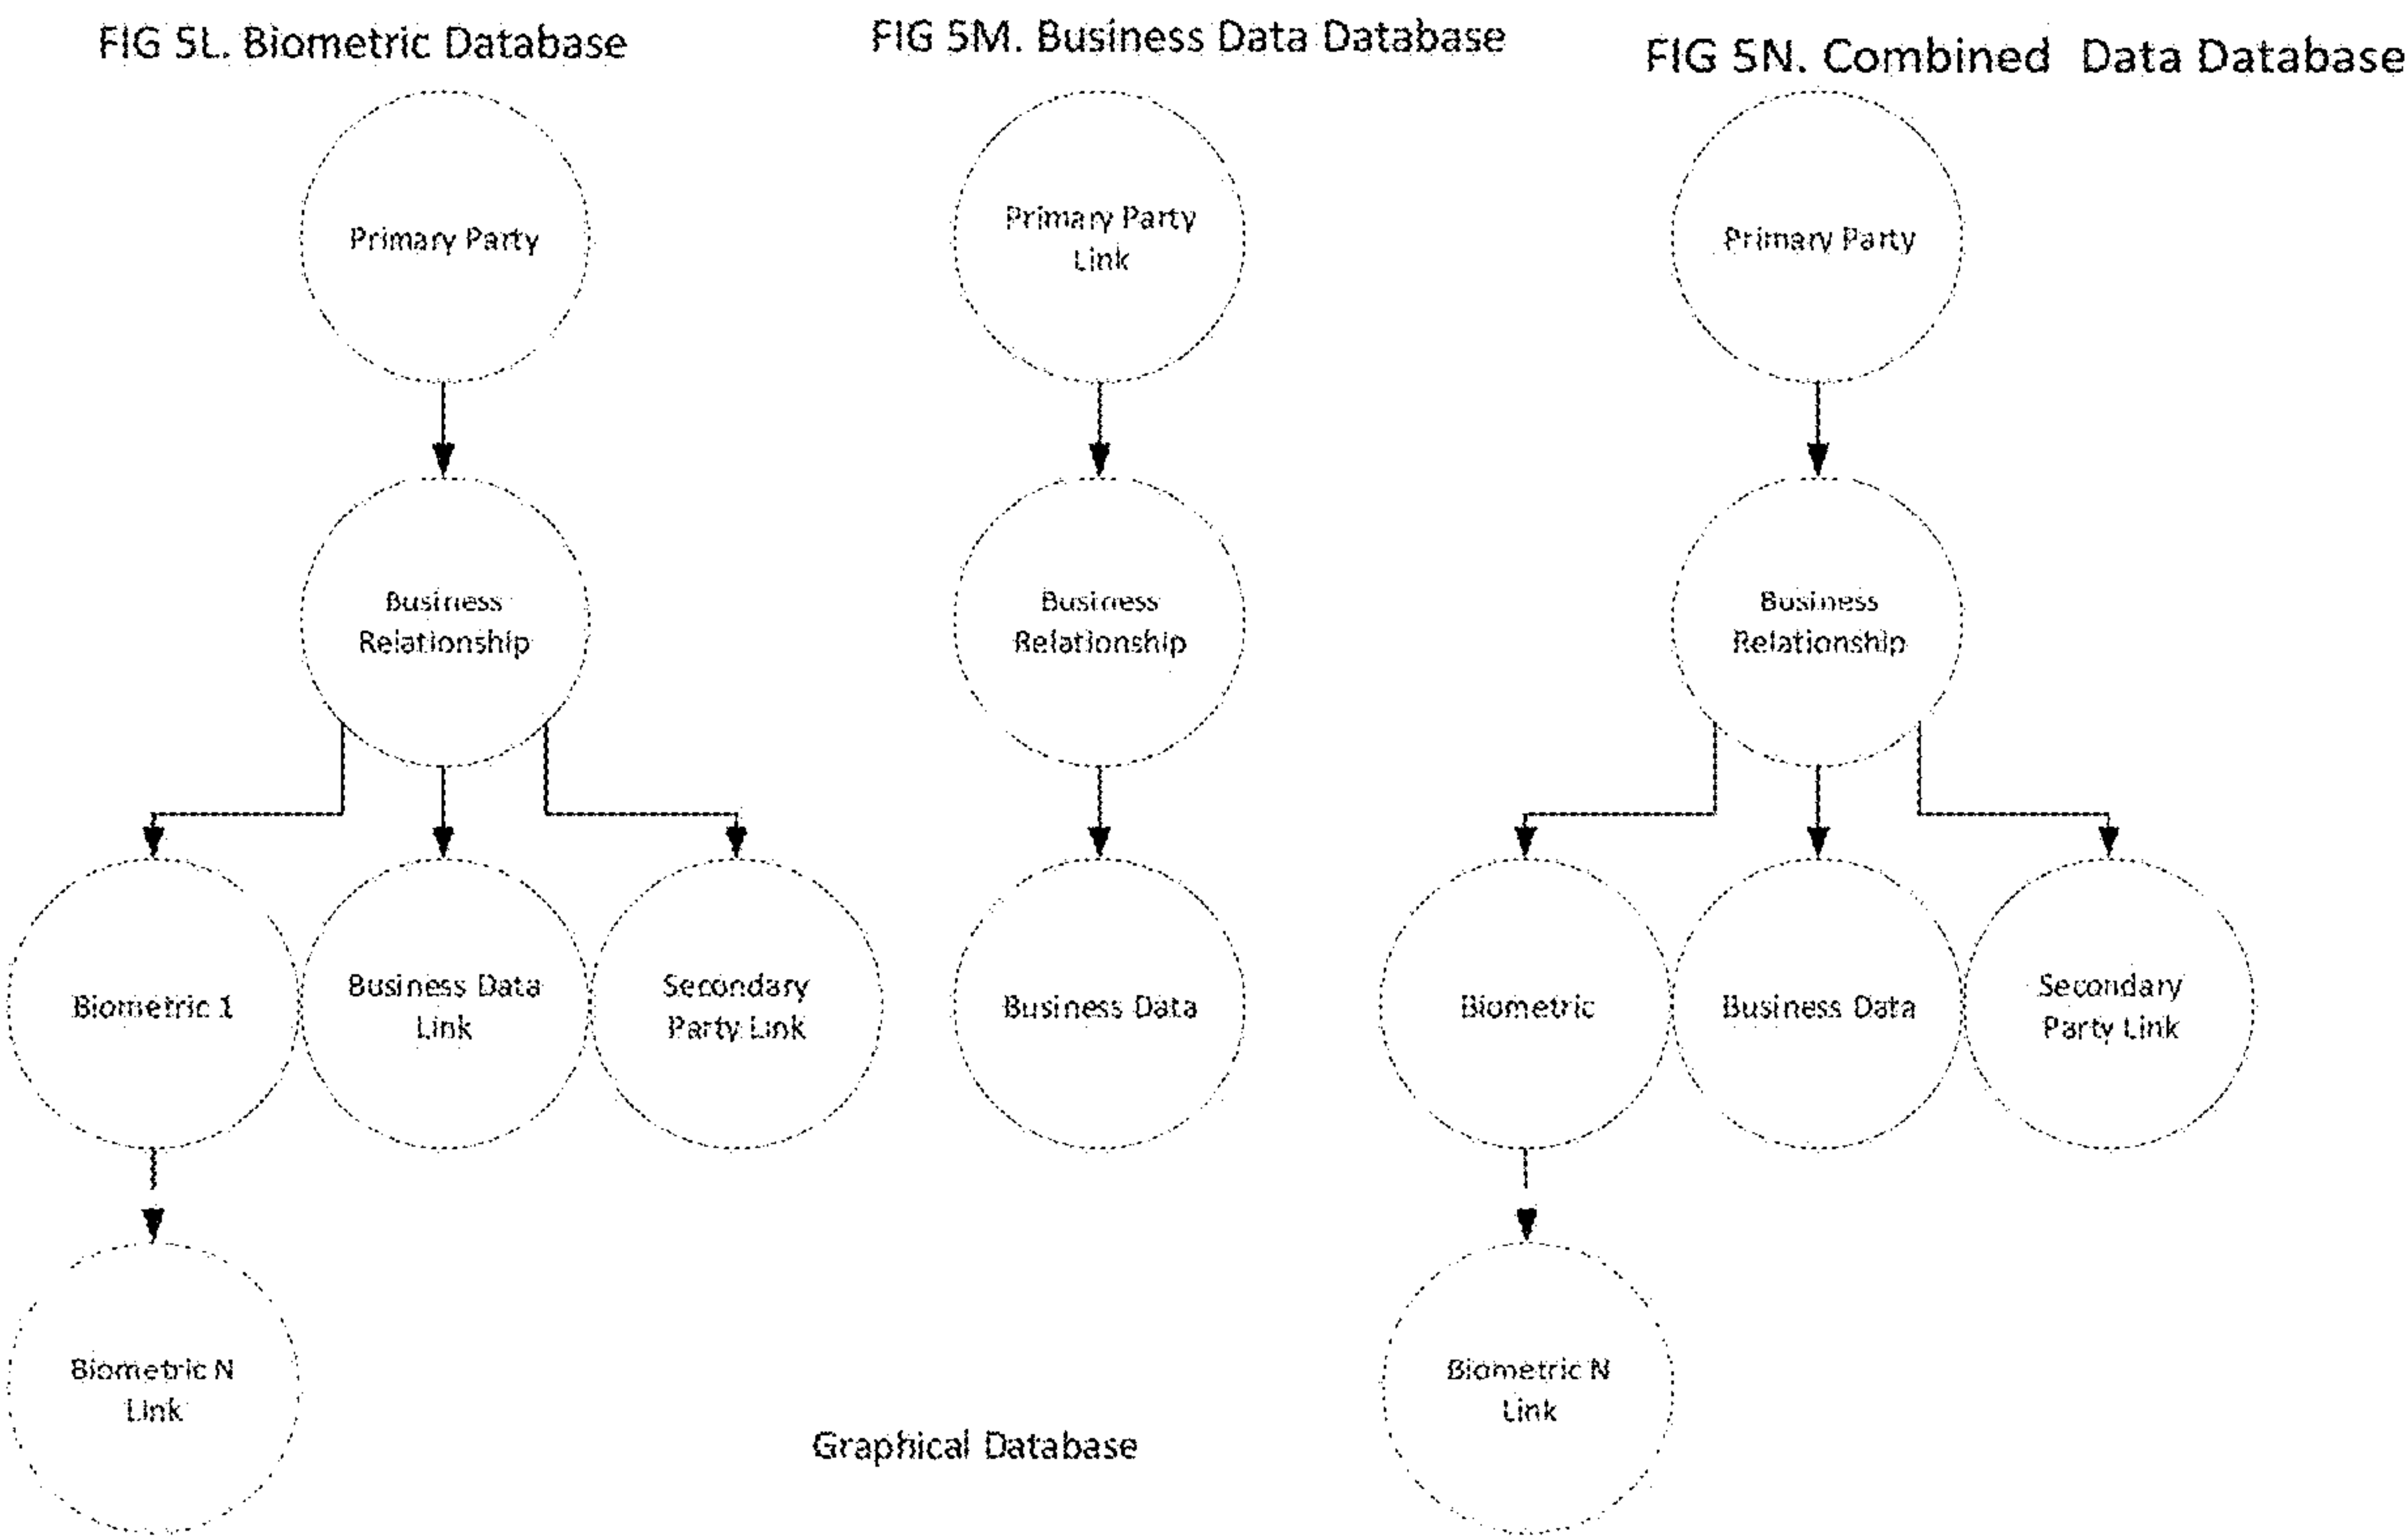 FIG 5L. Biometric Database
Primary Party
Business
Relationship
Biometric 1
Business Data
Link
Secondary
Party Link
Biometric N
Link
FIG 5M. Business Data Database
Primary Party
Link
Business
Relationship
Business Data
FIG 5N. Combined Data Database
Primary Party
Business
Relationship
Biometric
Business Data
Secondary
Party Link
Biometric N
Link
Graphical Database